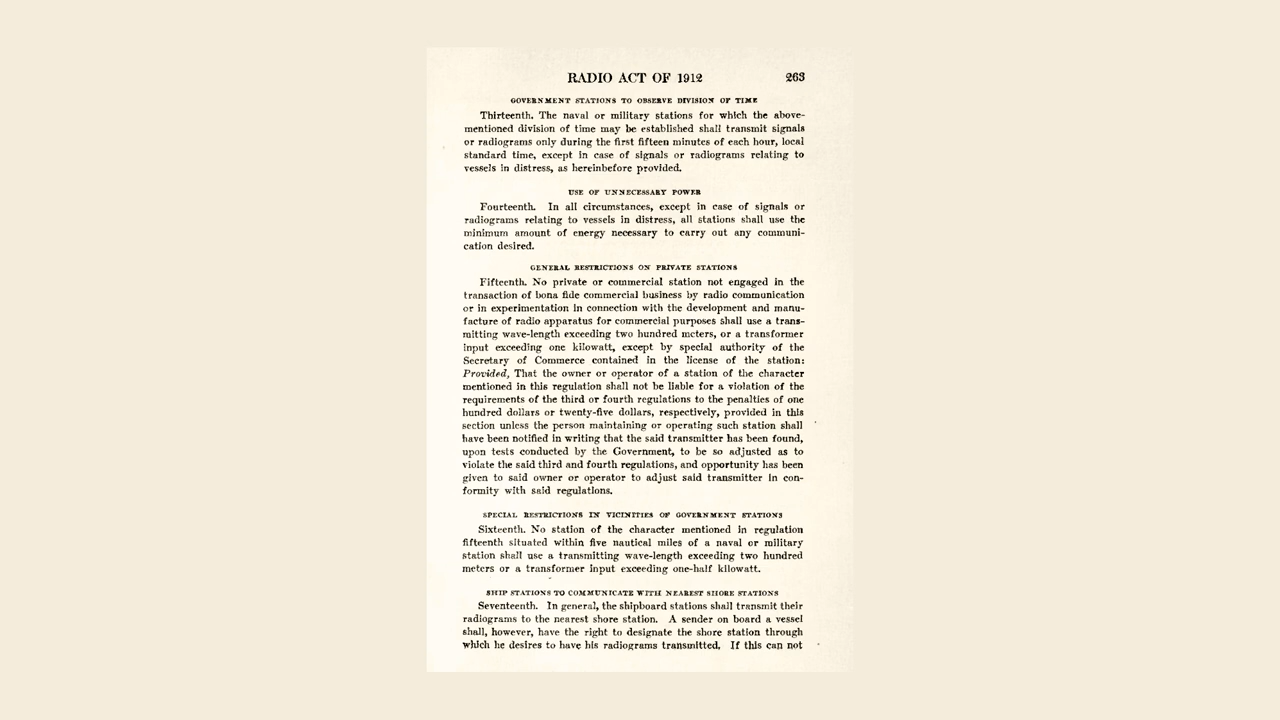 RADIO ACT OF 1912 263
GOVERNMENT STATIONS TO OBSERVE DIVISION OF TIME
Thirteenth. The naval or military stations for which the above-
mentioned division of time may be established shall transmit signals
or radiograms only during the first fifteen minutes of each hour, local
standard time, except in case of signals or radiograms relating to
vessels in distress, as hereinbefore provided.
USE OF UNNECESSARY POWER
Fourteenth. In all circumstances, except in case of signals or
radiograms relating to vessels in distress, all stations shall use the
minimum amount of energy necessary to carry out any communi-
cation desired.
GENERAL RESTRICTIONS ON PRIVATE STATIONS
Fifteenth. No private or commercial station not engaged in the
transaction of bona fide commercial business by radio communication
or in experimentation in connection with the development and manu-
facture of radio apparatus for commercial purposes shall use a trans-
mitting wave-length exceeding two hundred meters, or a transformer
input exceeding one kilowatt, except by special authority of the
Secretary of Commerce contained in the license of the station:
Provided, That the owner or operator of a station of the character
mentioned in this regulation shall not be liable for a violation of the
requirements of the third or fourth regulations to the penalties of one
hundred dollars or twenty-five dollars, respectively, provided in this
section unless the person maintaining or operating such station shall
have been notified in writing that the said transmitter has been found,
upon tests conducted by the Government, to be so adjusted as to
violate the said third and fourth regulations, and opportunity has been
given to said owner or operator to adjust said transmitter in con-
formity with said regulations.
SPECIAL RESTRICTIONS IN VICINITIES OF GOVERNMENT STATIONS
Sixteenth. No station of the character mentioned in regulation
fifteenth situated within five nautical miles of a naval or military
station shall use a transmitting wave-length exceeding two hundred
meters or a transformer input exceeding one-half kilowatt.
SHIP STATIONS TO COMMUNICATE WITH NEAREST SHORE STATIONS
Seventeenth. In general, the shipboard stations shall transmit their
radiograms to the nearest shore station. A sender on board a vessel
shall, however, have the right to designate the shore station through
which he desires to have his radiograms transmitted. If this can not